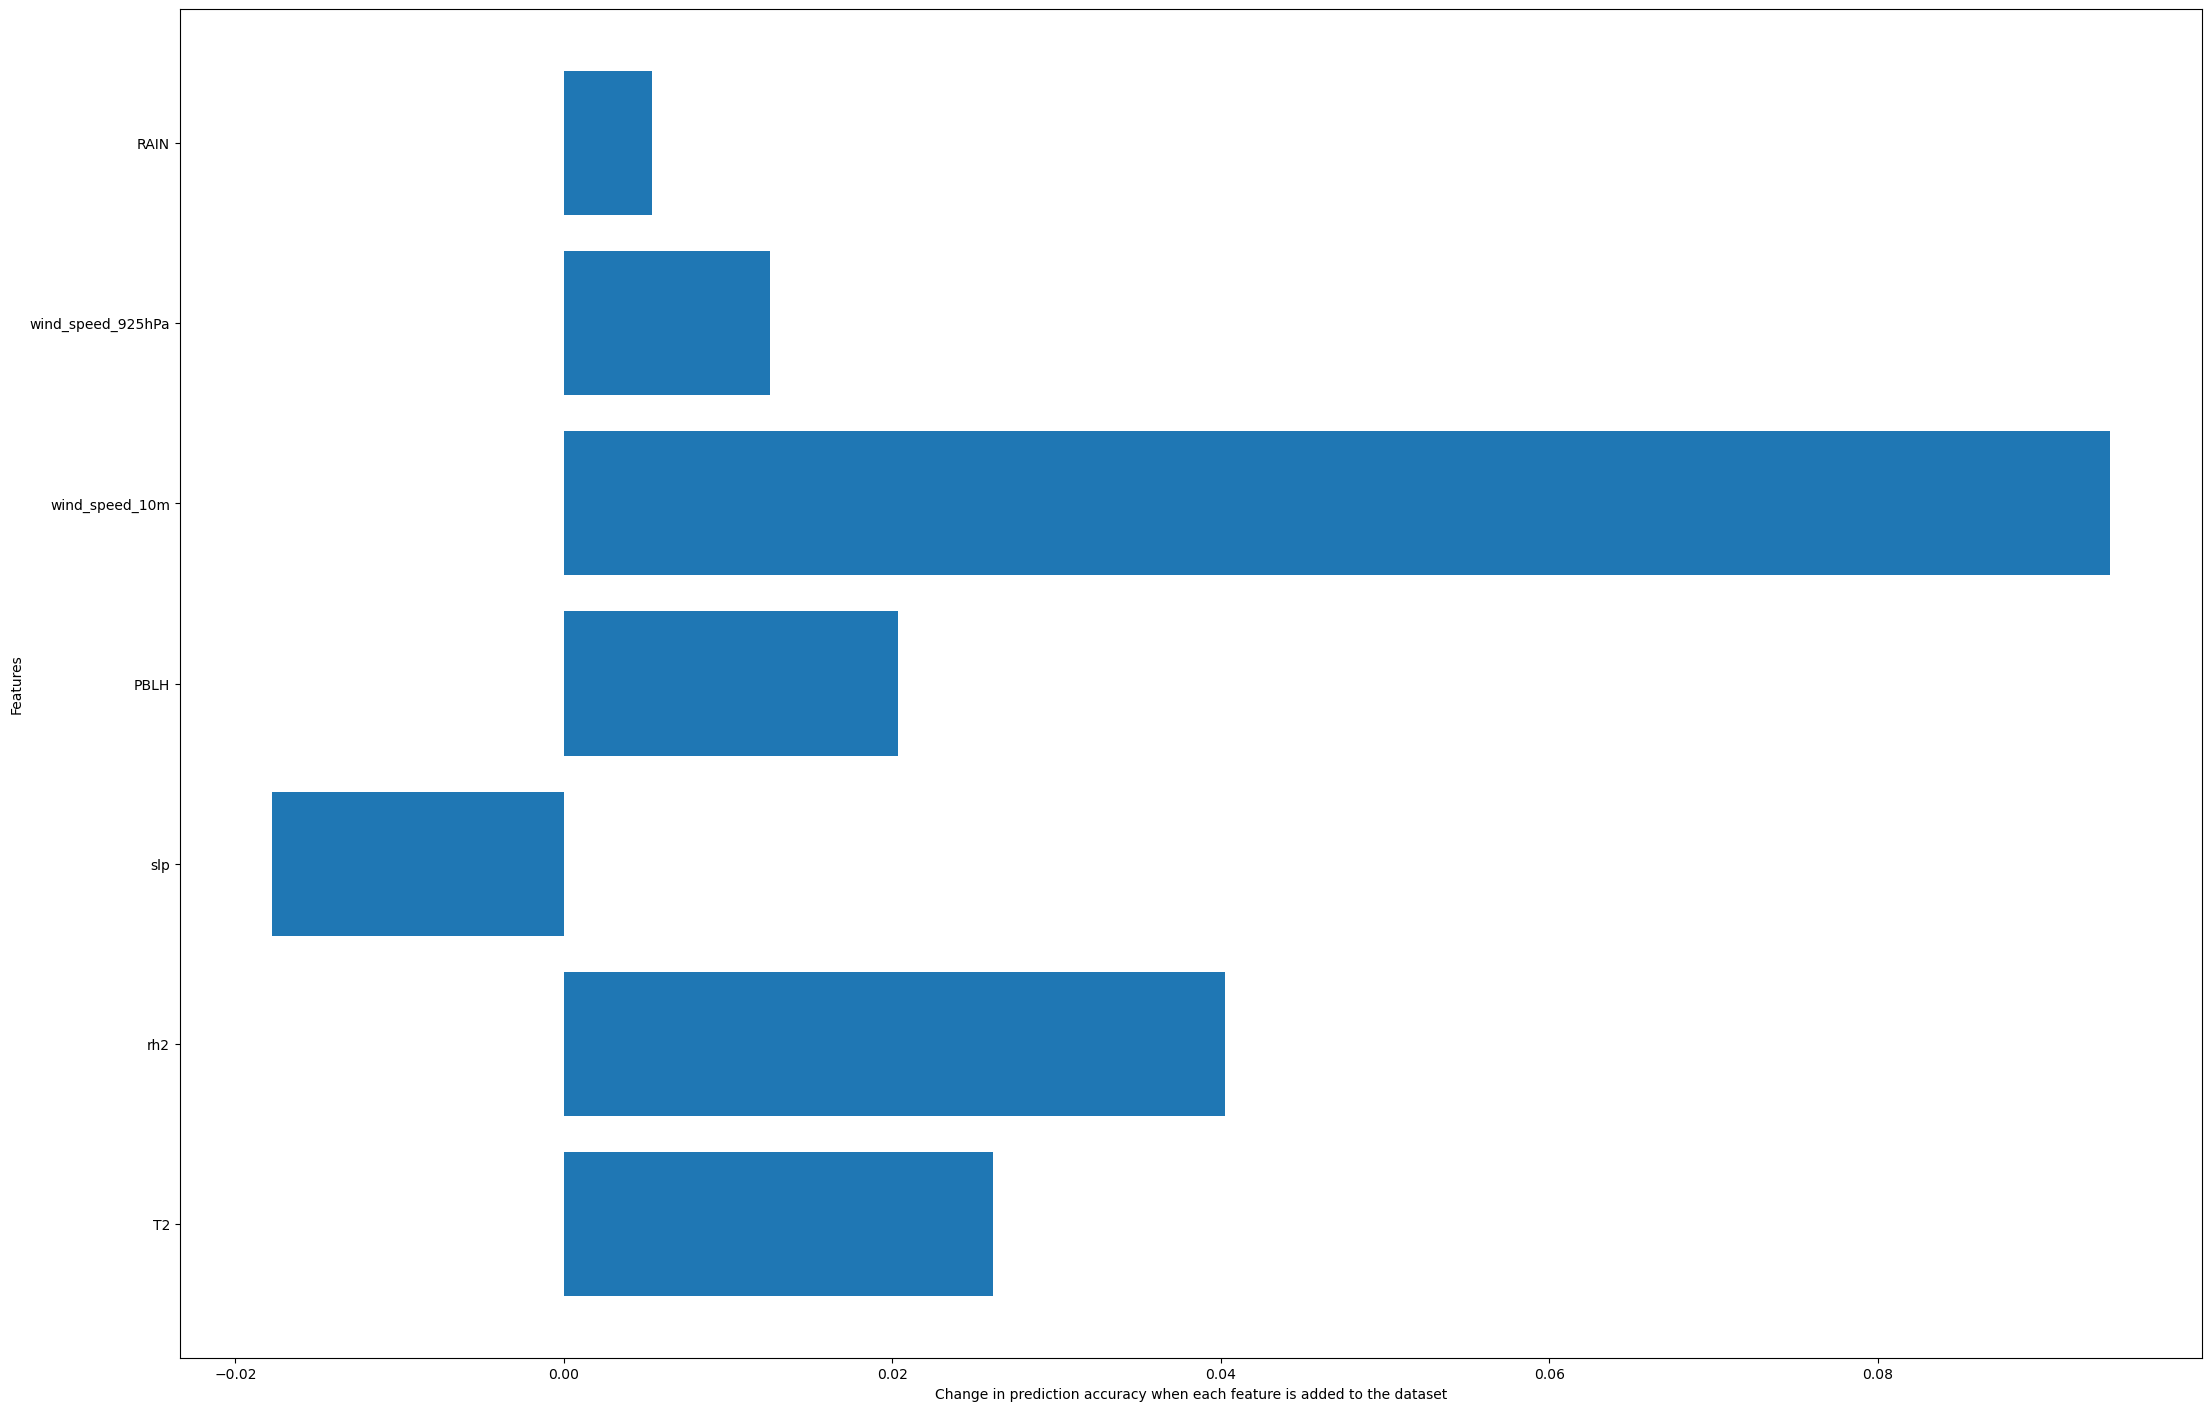 RAIN
wind_speed_925hPa
wind_speed_10m
PBLH
slp
rh2
T2
Features
−0.02 0.00 0.02 0.04 0.06 0.08
Change in prediction accuracy when each feature is added to the dataset